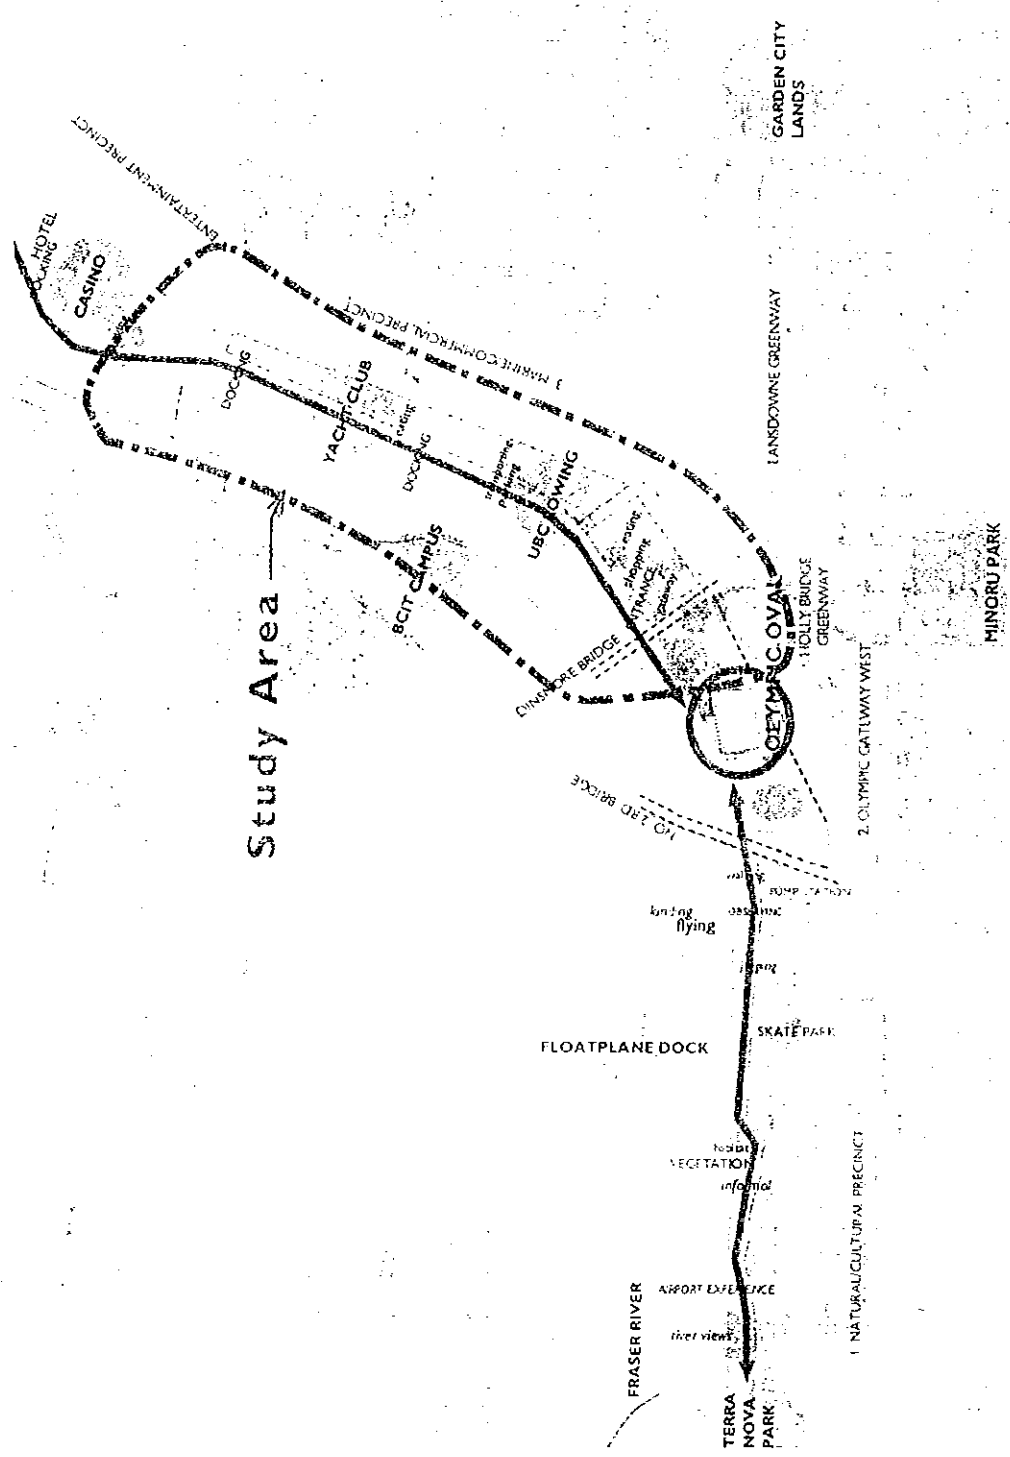 GARDEN CITY
LANDS
ENTERTAINMENT PRECINCT
HOTEL
CASINO
3 MARINE/COMMERCIAL PRECINCT
LANSDOWNE GREENWAY
DOCKING
YACHT CLUB
eating
DOCKING
UBC ROWING
BCIT CAMPUS
eating
shopping
gateway
DINSMORE BRIDGE
OLYMPIC OVAL
HOLLY BRIDGE
GREENWAY
MINORU PARK
Study Area
2. OLYMPIC GATEWAY WEST
NO 2 RD BRIDGE
PUMP STATION
landing
flying
SKATE PARK
FLOATPLANE DOCK
VEGETATION
informal
1 NATURAL/CULTURAL PRECINCT
AIRPORT EXPERIENCE
river views
FRASER RIVER
TERRA
NOVA
PARK